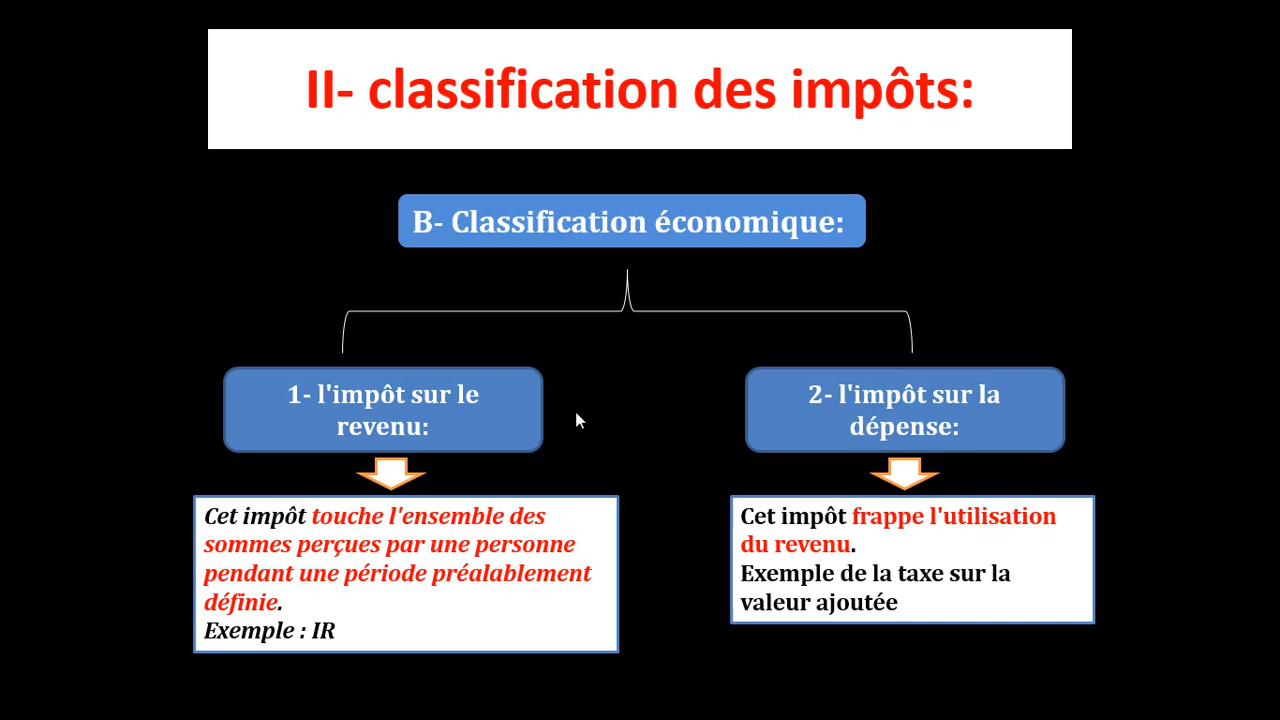 II- classification des impôts:
B- Classification économique:
1- l'impôt sur le
revenu:
Cet impôt touche l'ensemble des
sommes perçues par une personne
pendant une période préalablement
définie.
Exemple : IR
2- l'impôt sur la
dépense:
Cet impôt frappe l'utilisation
du revenu.
Exemple de la taxe sur la
valeur ajoutée